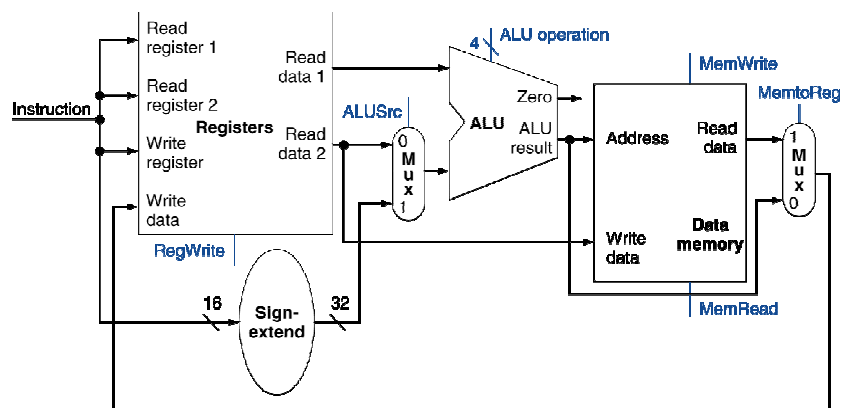 Read
register 1
Read
register 2
Write
register
Write
data
Instruction
Registers
Read
data 1
Read
data 2
RegWrite
16
Sign-
extend
32
ALUSrc
0
M
u
x
1
4
ALU operation
Zero
ALU
ALU
result
MemWrite
Address
Read
data
Write
data
Data
memory
MemRead
MemtoReg
1
M
u
x
0